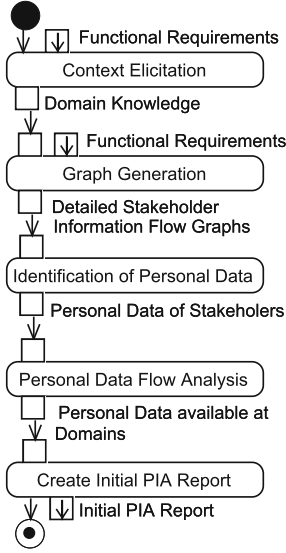 Functional Requirements
Context Elicitation
Domain Knowledge
Functional Requirements
Graph Generation
Detailed Stakeholder
Information Flow Graphs
Identification of Personal Data
Personal Data of Stakeholers
Personal Data Flow Analysis
Personal Data available at
Domains
Create Initial PIA Report
Initial PIA Report